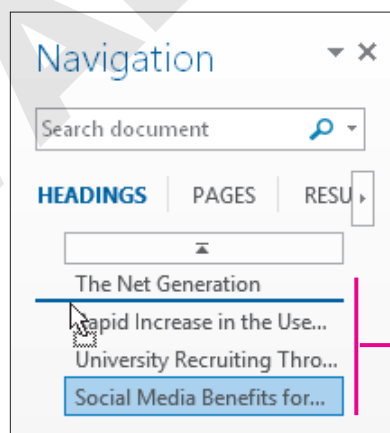 Navigation
Search document
HEADINGS PAGES RESU
The Net Generation
Rapid Increase in the Use...
University Recruiting Thro...
Social Media Benefits for...